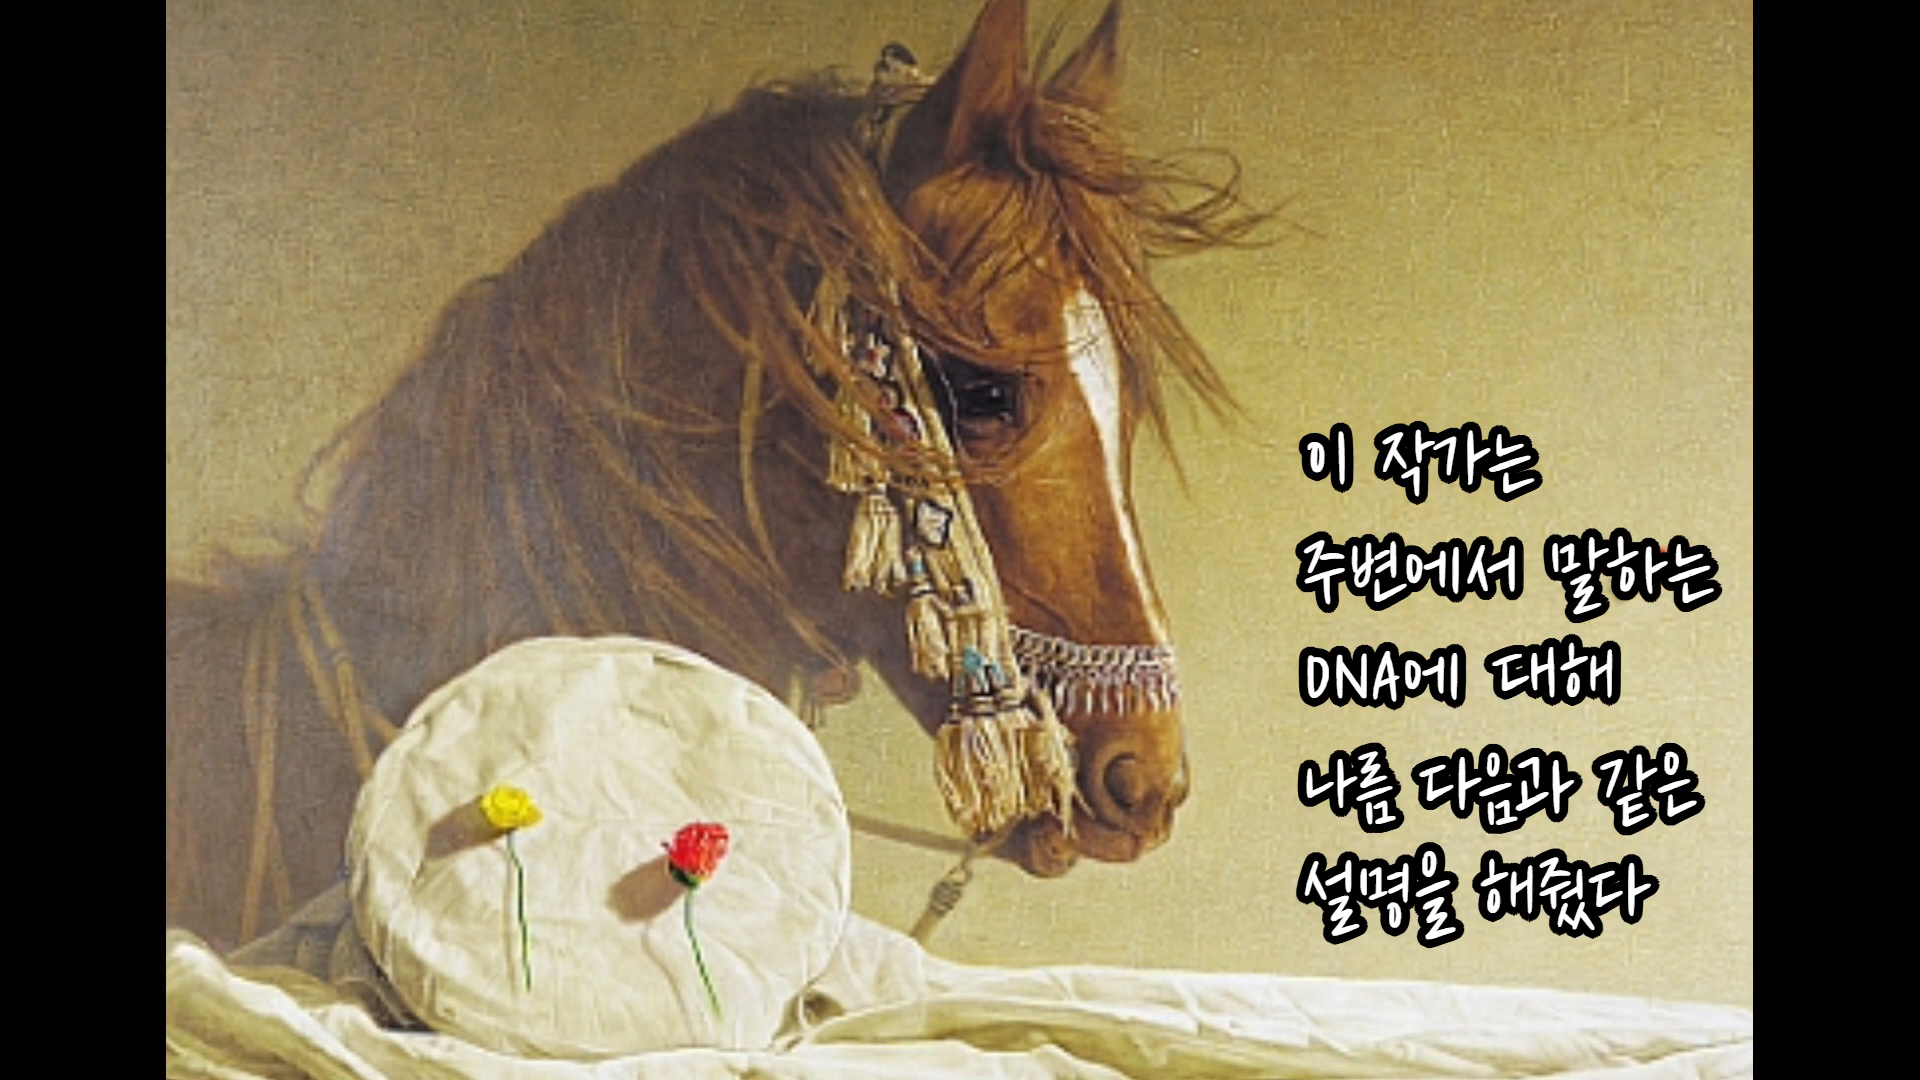 이 작가는
주변에서 말하는
DNA에 대해
나름 다음과 같은
설명을 해줬다